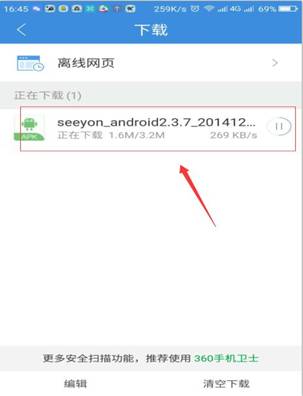 16:45 259K/s 4G 69%
下载
离线网页
正在下载 (1)
seeyon_android2.3.7_201412...
APK
正在下载 1.6M/3.2M 269 KB/s
更多安全扫描功能，推荐使用 360手机卫士
编辑 清空下载